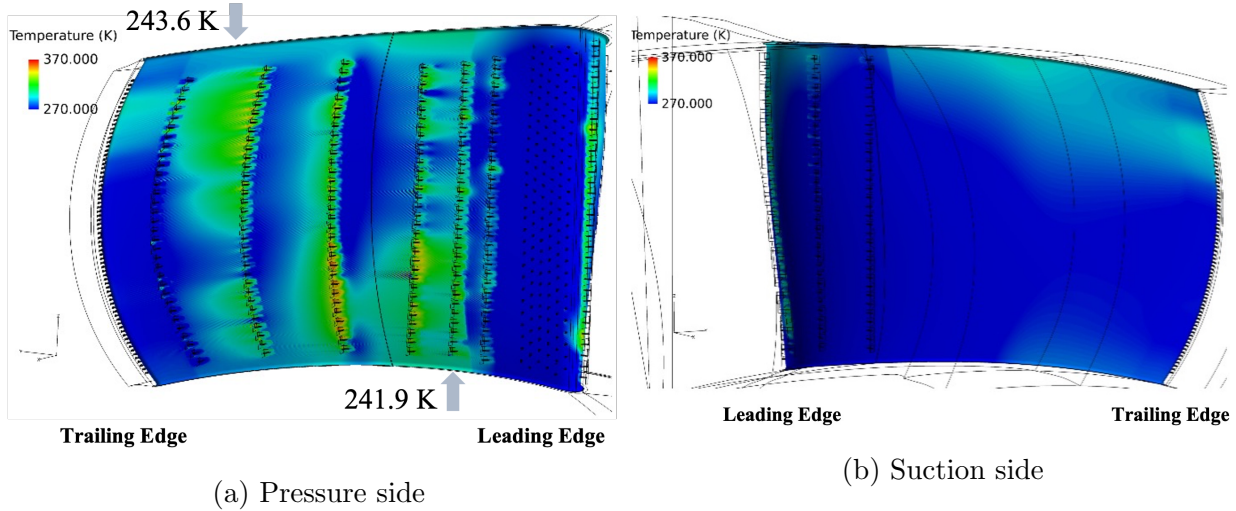 243.6 K
Temperature (K)
370.000
270.000
241.9 K
Trailing Edge
Leading Edge
(a) Pressure side
Temperature (K)
370.000
270.000
Leading Edge
Trailing Edge
(b) Suction side